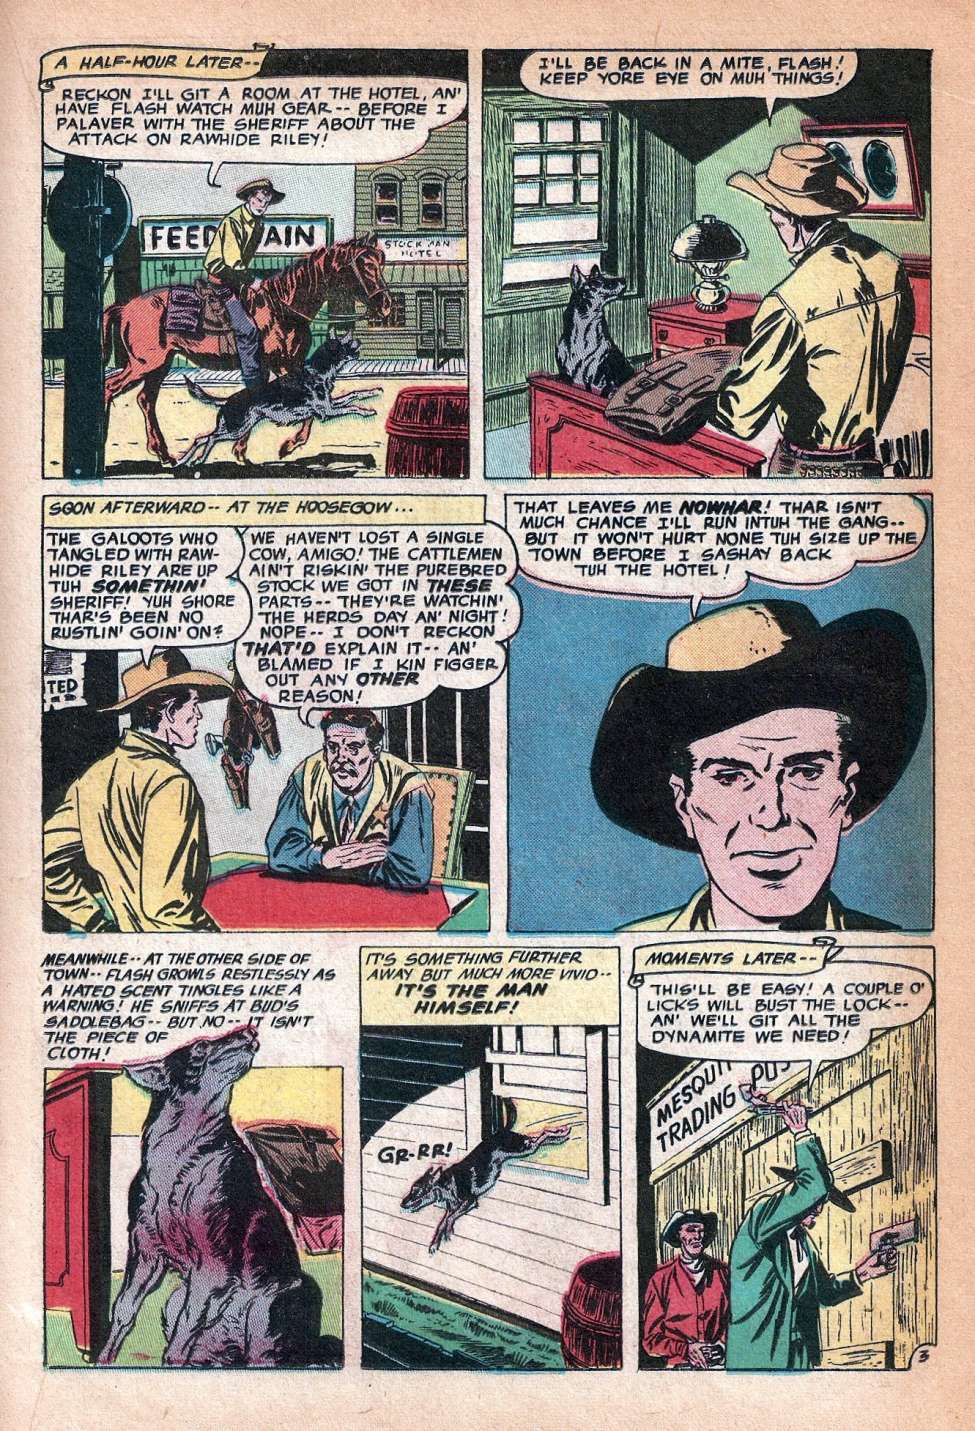 A HALF-HOUR LATER--
RECKON I'LL GIT A ROOM AT THE HOTEL, AN'
HAVE FLASH WATCH MUH GEAR-- BEFORE I
PALAVER WITH THE SHERIFF ABOUT THE
ATTACK ON RAWHIDE RILEY!
FEED
AIN
STOCKMAN
HOTEL
I'LL BE BACK IN A MITE, FLASH!
KEEP YORE EYE ON MUH THINGS!
SOON AFTERWARD-- AT THE HOOSEGOW...
THE GALOOTS WHO
TANGLED WITH RAW-
HIDE RILEY ARE UP
TUH SOMETHIN'
SHERIFF! YUH SHORE
THAR'S BEEN NO
RUSTLIN' GOIN' ON?
WE HAVEN'T LOST A SINGLE
COW, AMIGO! THE CATTLEMEN
AIN'T RISKIN' THE PUREBRED
STOCK WE GOT IN THESE
PARTS-- THEY'RE WATCHIN'
THE HERDS DAY AN' NIGHT!
NOPE-- I DON'T RECKON
THAT'D EXPLAIN IT-- AN'
BLAMED IF I KIN FIGGER
OUT ANY OTHER
REASON!
TED
THAT LEAVES ME NOWHAR! THAR ISN'T
MUCH CHANCE I'LL RUN INTUH THE GANG--
BUT IT WON'T HURT NONE TUH SIZE UP THE
TOWN BEFORE I SASHAY BACK
TUH THE HOTEL!
MEANWHILE-- AT THE OTHER SIDE OF
TOWN-- FLASH GROWLS RESTLESSLY AS
A HATED SCENT TINGLES LIKE A
WARNING! HE SNIFFS AT BUD'S
SADDLEBAG-- BUT NO-- IT ISN'T
THE PIECE OF
CLOTH!
IT'S SOMETHING FURTHER
AWAY BUT MUCH MORE VIVID--
IT'S THE MAN
HIMSELF!
GR-RR!
MOMENTS LATER--
THIS'LL BE EASY! A COUPLE O'
LICKS WILL BUST THE LOCK--
AN' WE'LL GIT ALL THE
DYNAMITE WE NEED!
MESQUIT
TRADING POS
3